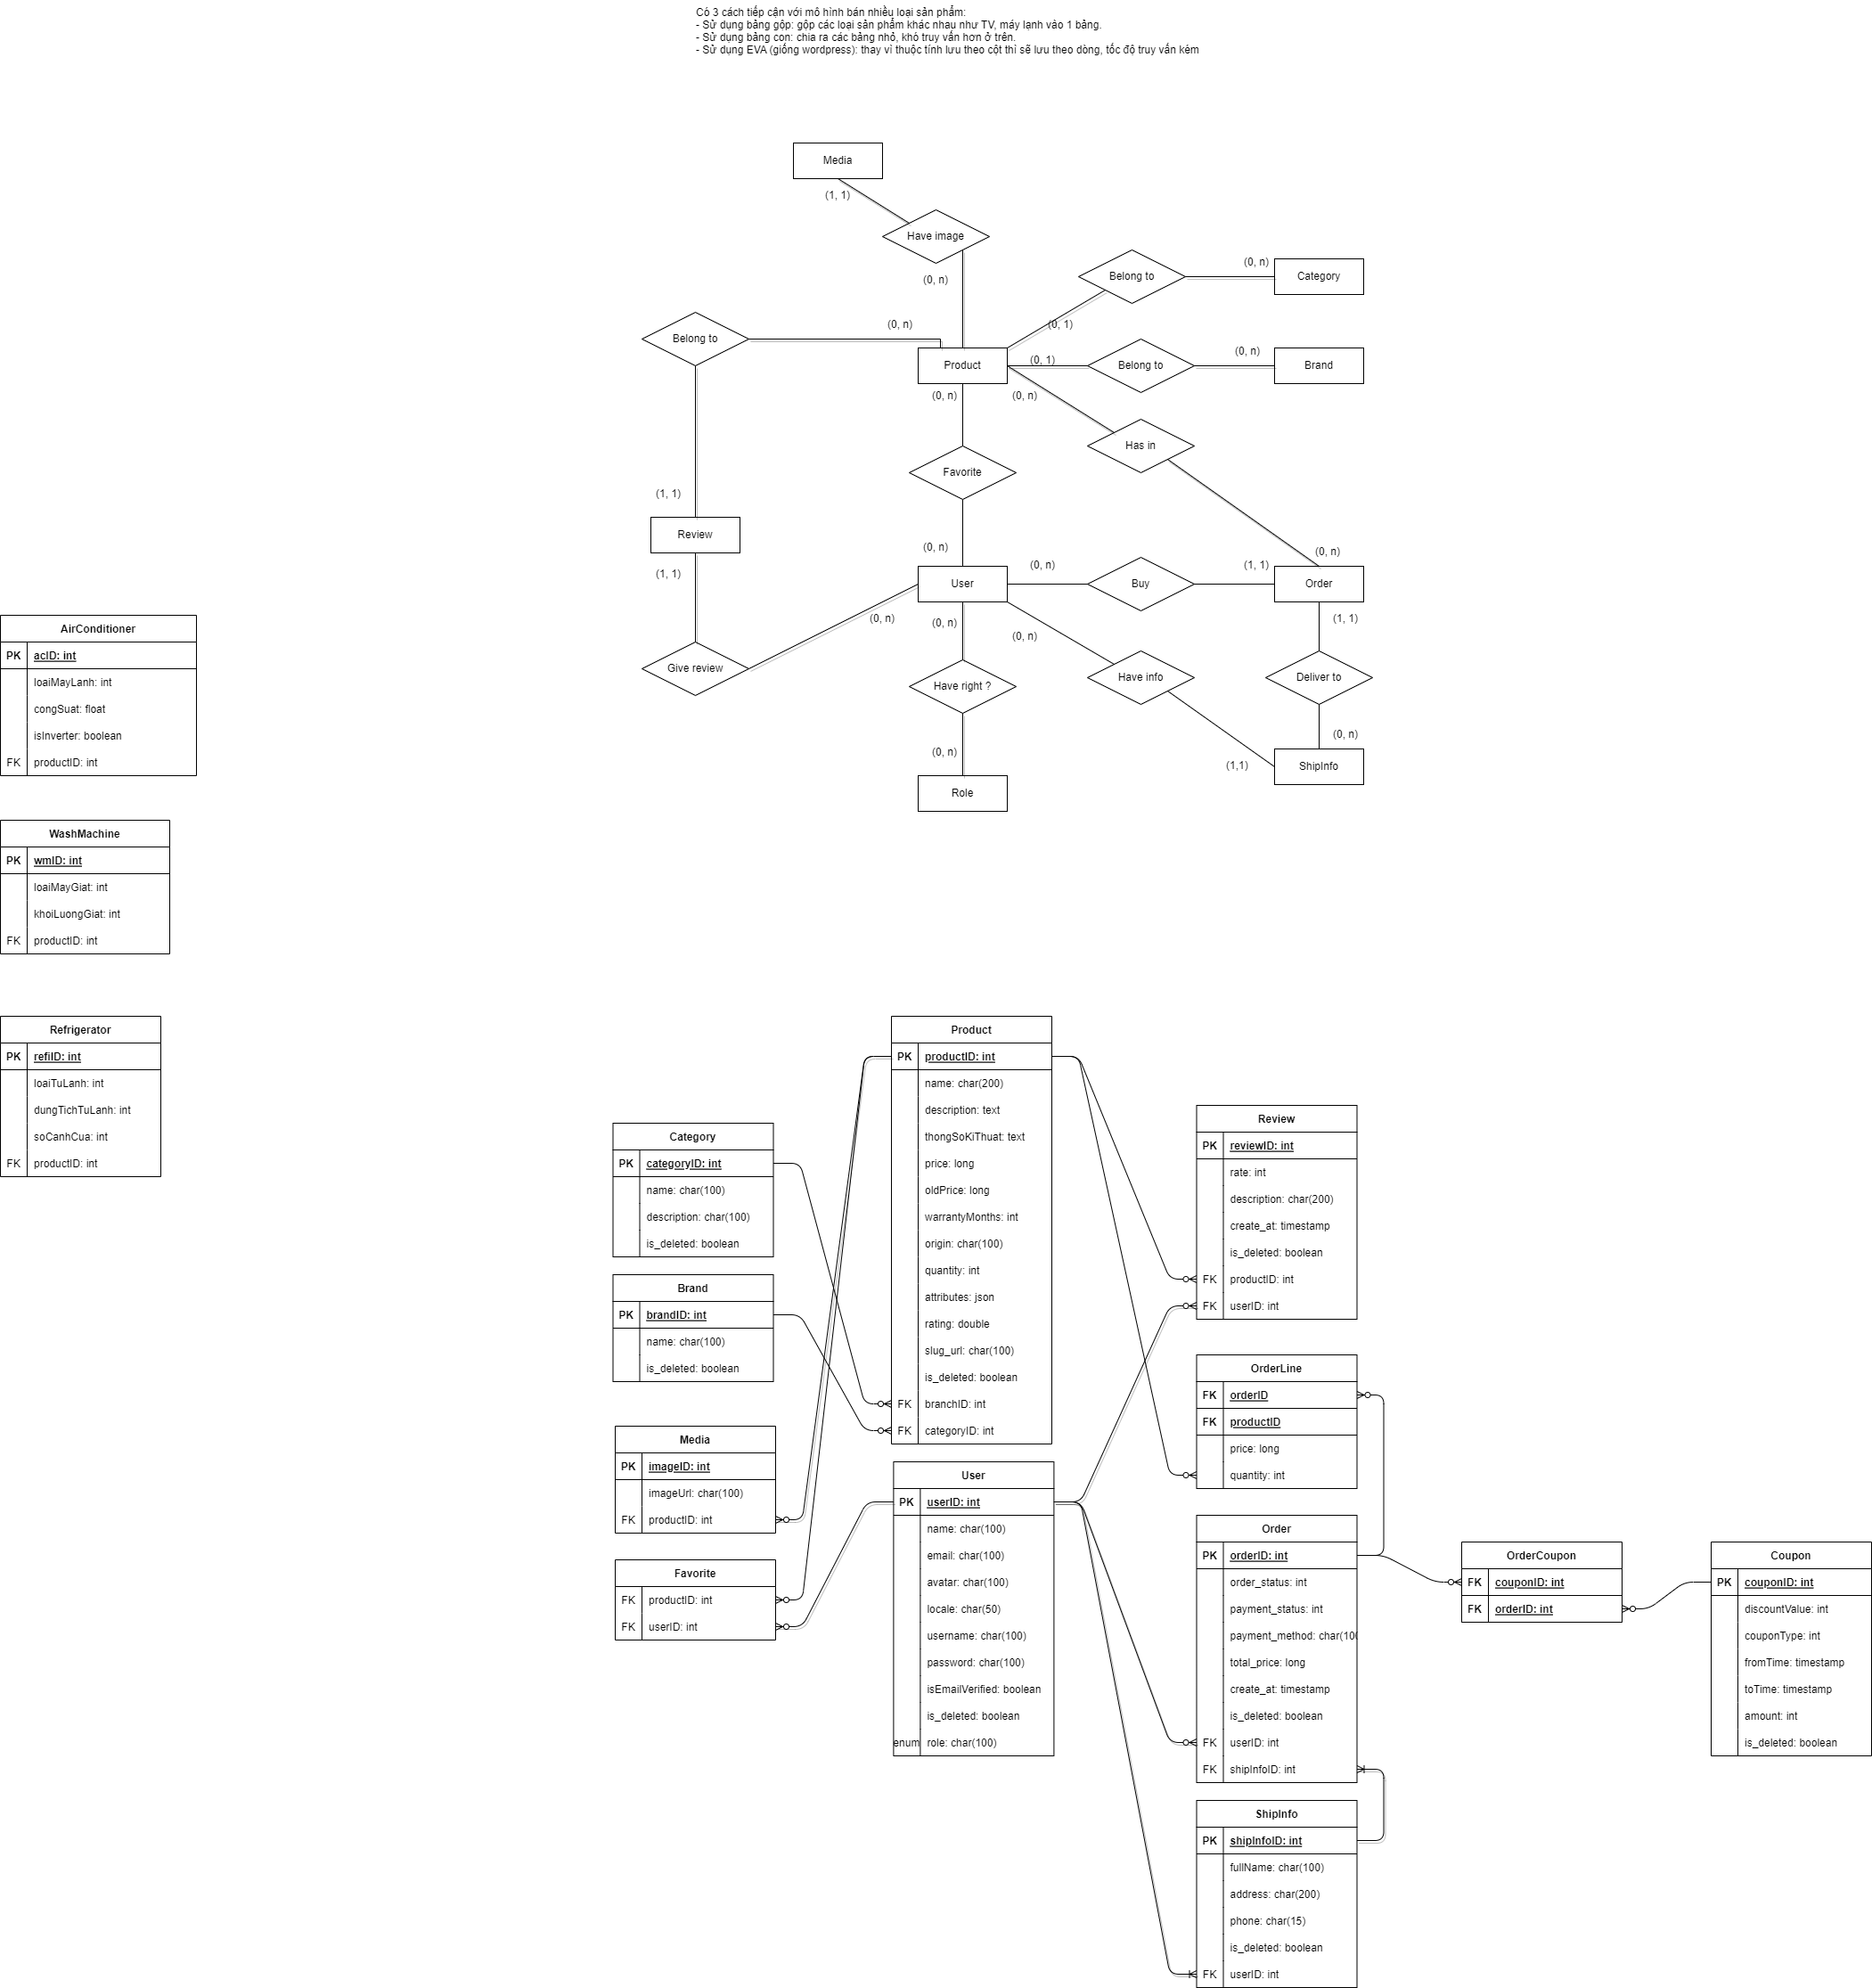 Có 3 cách tiếp cận với mô hình bán nhiều loại sản phẩm:
- Sử dụng bảng gộp: gộp các loại sản phẩm khác nhau như TV, máy lạnh vào 1 bảng.
- Sử dụng bảng con: chia ra các bảng nhỏ, khó truy vấn hơn ở trên.
- Sử dụng EVA (giống wordpress): thay vì thuộc tính lưu theo cột thì sẽ lưu theo dòng, tốc độ truy vấn kém
Media
(1, 1)
Have image
(0, n)
Belong to
(0, n)
Category
(0, 1)
Belong to
(0, n)
Product
(0, 1)
Belong to
(0, n)
Brand
(0, n)
(0, n)
Has in
Favorite
(1, 1)
Review
(1, 1)
(0, n)
(0, n)
User
(0, n)
Buy
(1, 1)
Order
(0, n)
(0, n)
(0, n)
(1, 1)
Give review
Have right ?
Have info
Deliver to
(0, n)
(1,1)
(0, n)
ShipInfo
Role
AirConditioner
PK acID: int
loaiMayLanh: int
congSuat: float
isInverter: boolean
FK productID: int
WashMachine
PK wmID: int
loaiMayGiat: int
khoiLuongGiat: int
FK productID: int
Refrigerator
PK refiID: int
loaiTuLanh: int
dungTichTuLanh: int
soCanhCua: int
FK productID: int
Category
PK categoryID: int
name: char(100)
description: char(100)
is_deleted: boolean
Brand
PK brandID: int
name: char(100)
is_deleted: boolean
Media
PK imageID: int
imageUrl: char(100)
FK productID: int
Favorite
FK productID: int
FK userID: int
Product
PK productID: int
name: char(200)
description: text
thongSoKiThuat: text
price: long
oldPrice: long
warrantyMonths: int
origin: char(100)
quantity: int
attributes: json
rating: double
slug_url: char(100)
is_deleted: boolean
FK branchID: int
FK categoryID: int
User
PK userID: int
name: char(100)
email: char(100)
avatar: char(100)
locale: char(50)
username: char(100)
password: char(100)
isEmailVerified: boolean
is_deleted: boolean
enum role: char(100)
Review
PK reviewID: int
rate: int
description: char(200)
create_at: timestamp
is_deleted: boolean
FK productID: int
FK userID: int
OrderLine
FK orderID
FK productID
price: long
quantity: int
Order
PK orderID: int
order_status: int
payment_status: int
payment_method: char(100
total_price: long
create_at: timestamp
is_deleted: boolean
FK userID: int
FK shipInfoID: int
ShipInfo
PK shipInfoID: int
fullName: char(100)
address: char(200)
phone: char(15)
is_deleted: boolean
FK userID: int
OrderCoupon
FK couponID: int
FK orderID: int
Coupon
PK couponID: int
discountValue: int
couponType: int
fromTime: timestamp
toTime: timestamp
amount: int
is_deleted: boolean